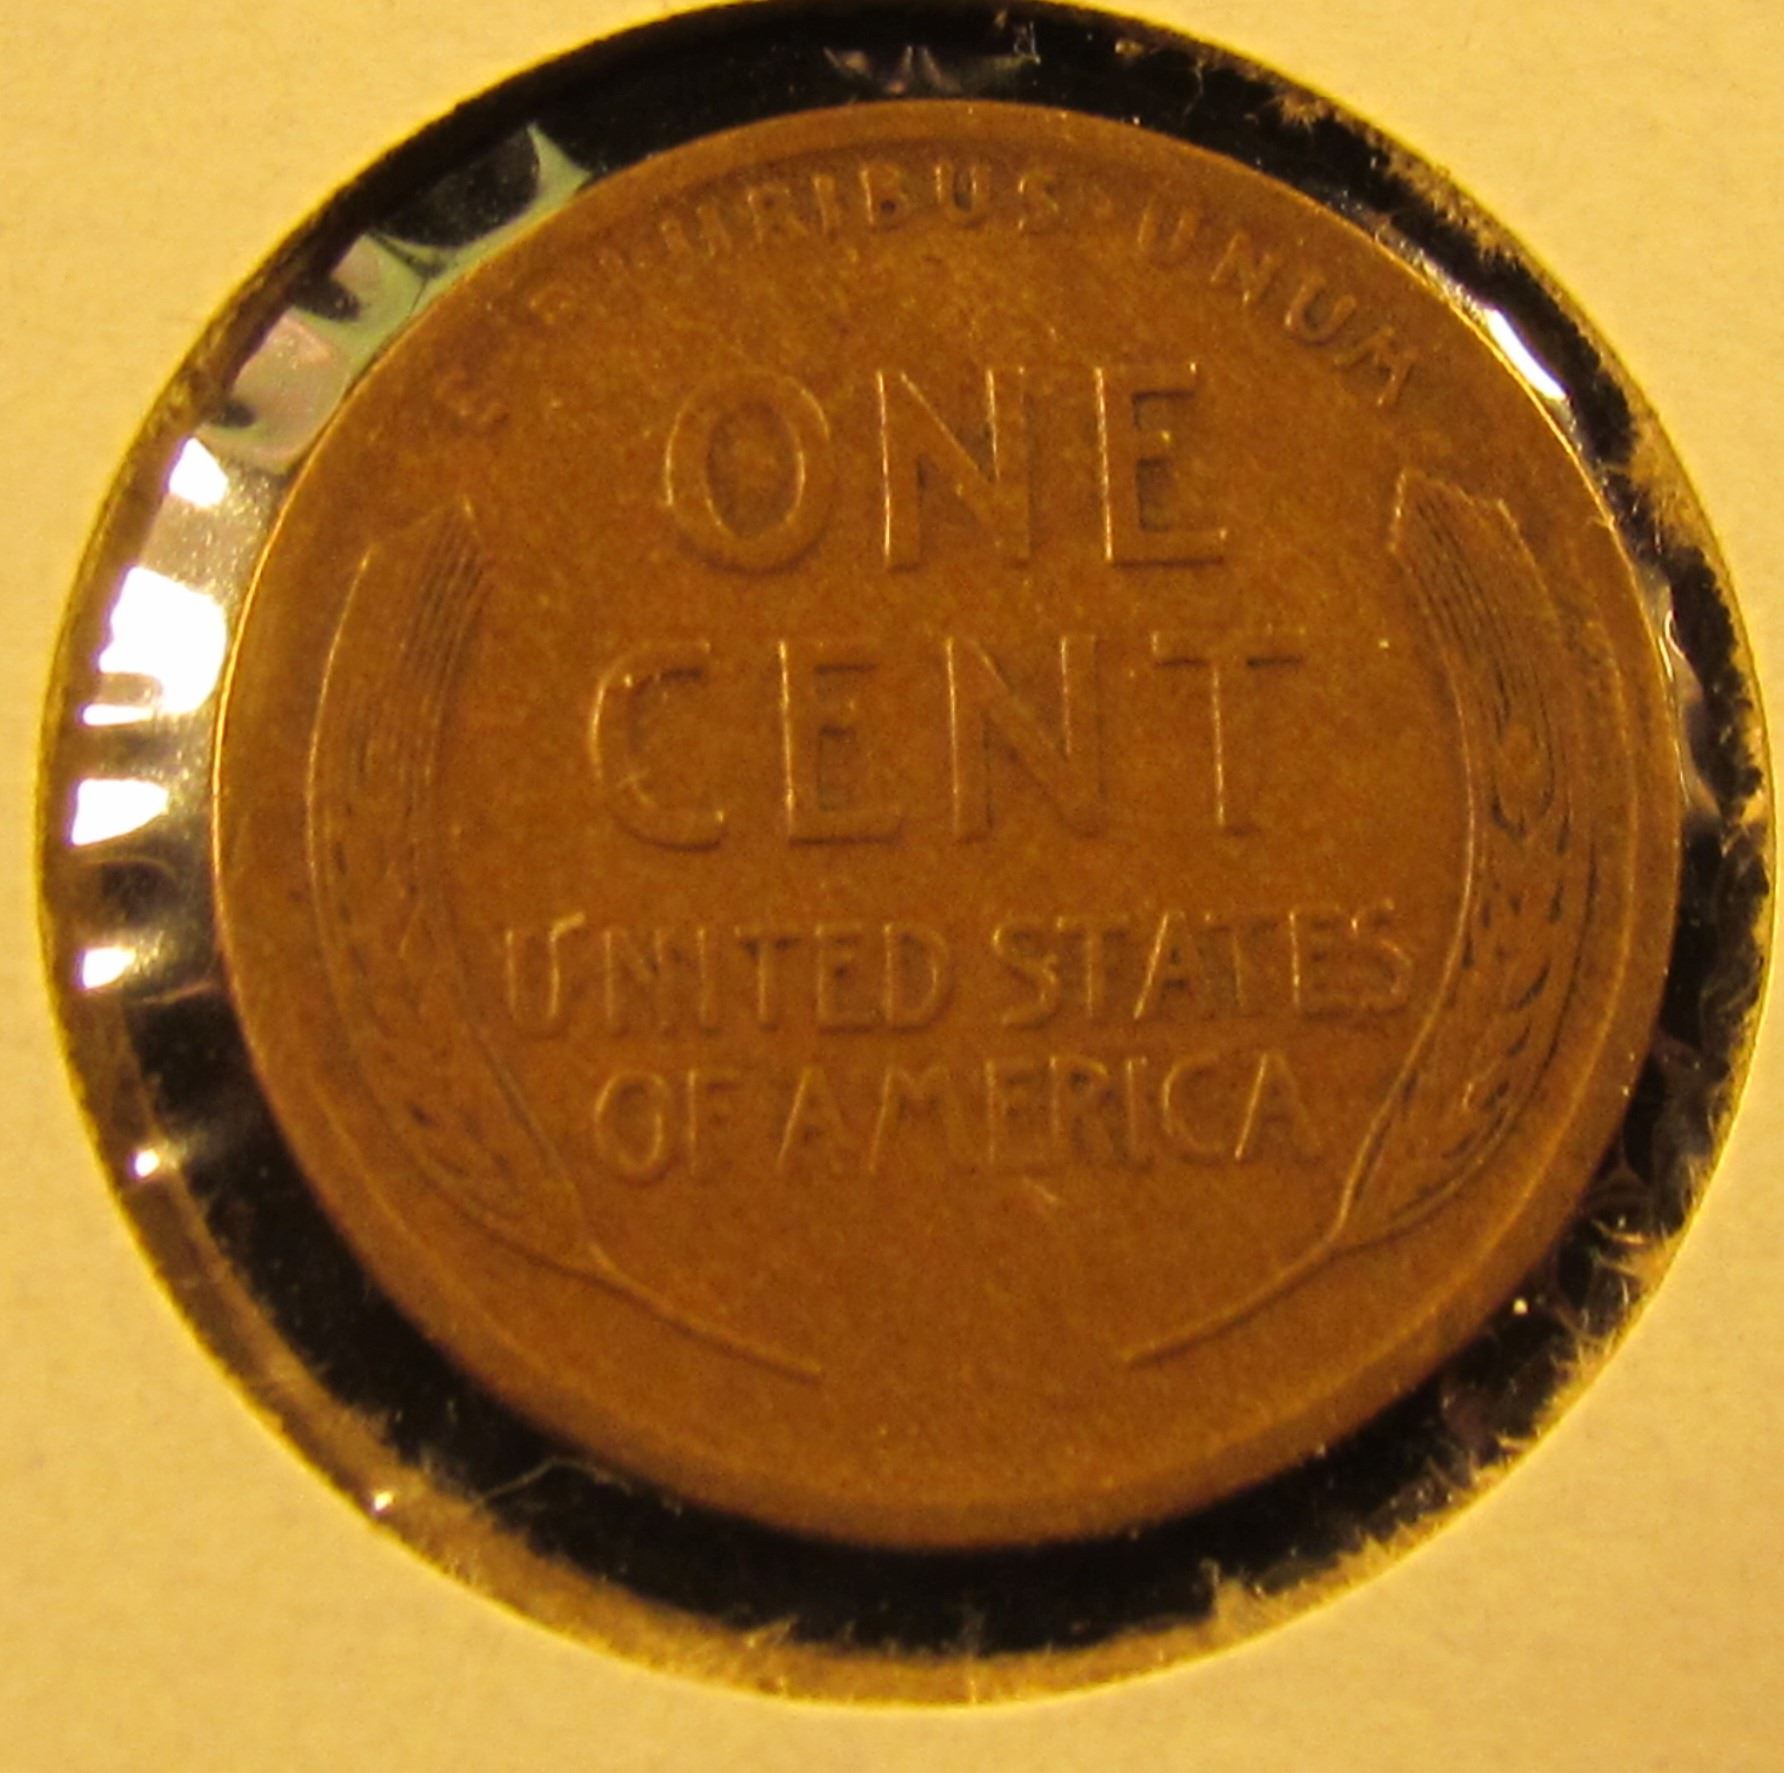 E · PLURIBUS · UNUM
ONE
CENT
UNITED STATES
OF AMERICA